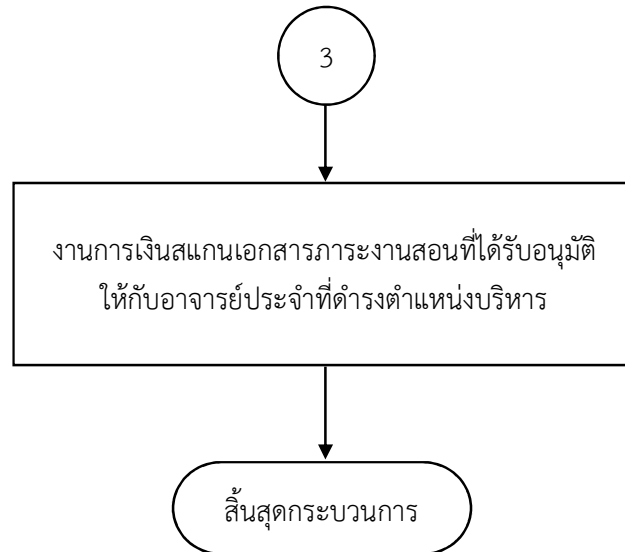 3
งานการเงินสแกนเอกสารภาระงานสอนที่ได้รับอนุมัติ
ให้กับอาจารย์ประจำที่ดำรงตำแหน่งบริหาร
สิ้นสุดกระบวนการ